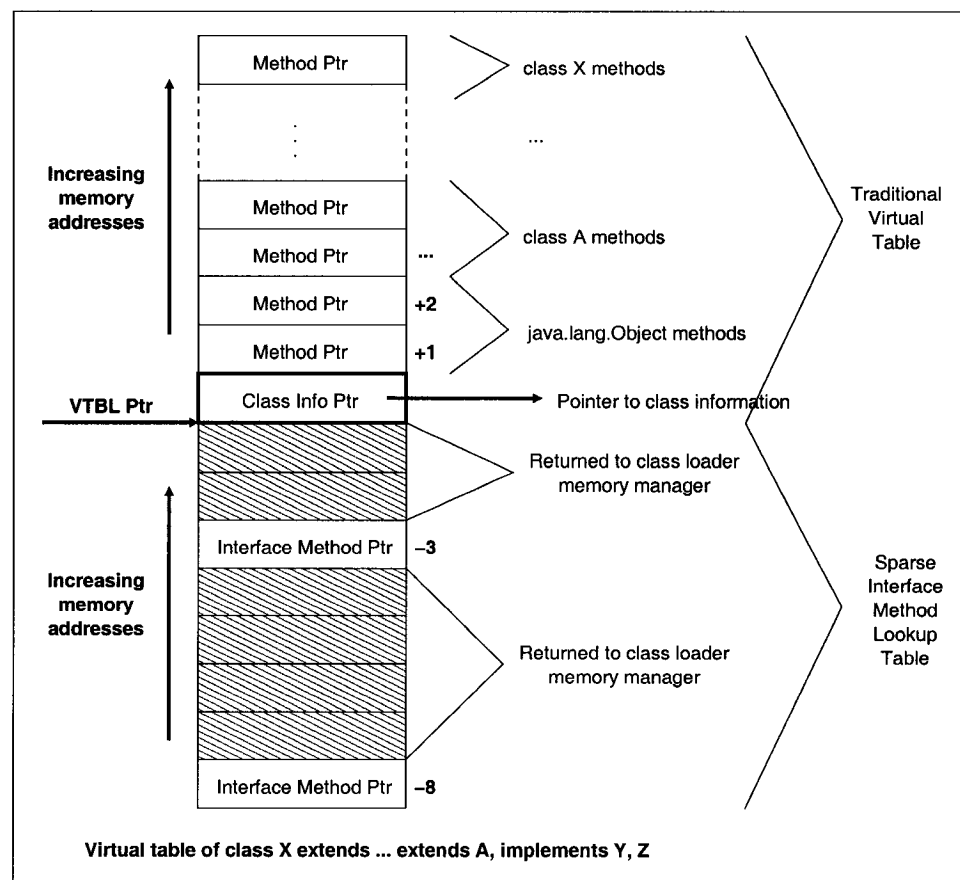 Method Ptr
class X methods
.
.
.
...
Increasing
memory
addresses
Method Ptr
Traditional
Virtual
Table
class A methods
Method Ptr
...
Method Ptr
+2
java.lang.Object methods
Method Ptr
+1
VTBL Ptr
Class Info Ptr
Pointer to class information
Returned to class loader
memory manager
Interface Method Ptr
−3
Increasing
memory
addresses
Sparse
Interface
Method
Lookup
Table
Returned to class loader
memory manager
Interface Method Ptr
−8
Virtual table of class X extends ... extends A, implements Y, Z